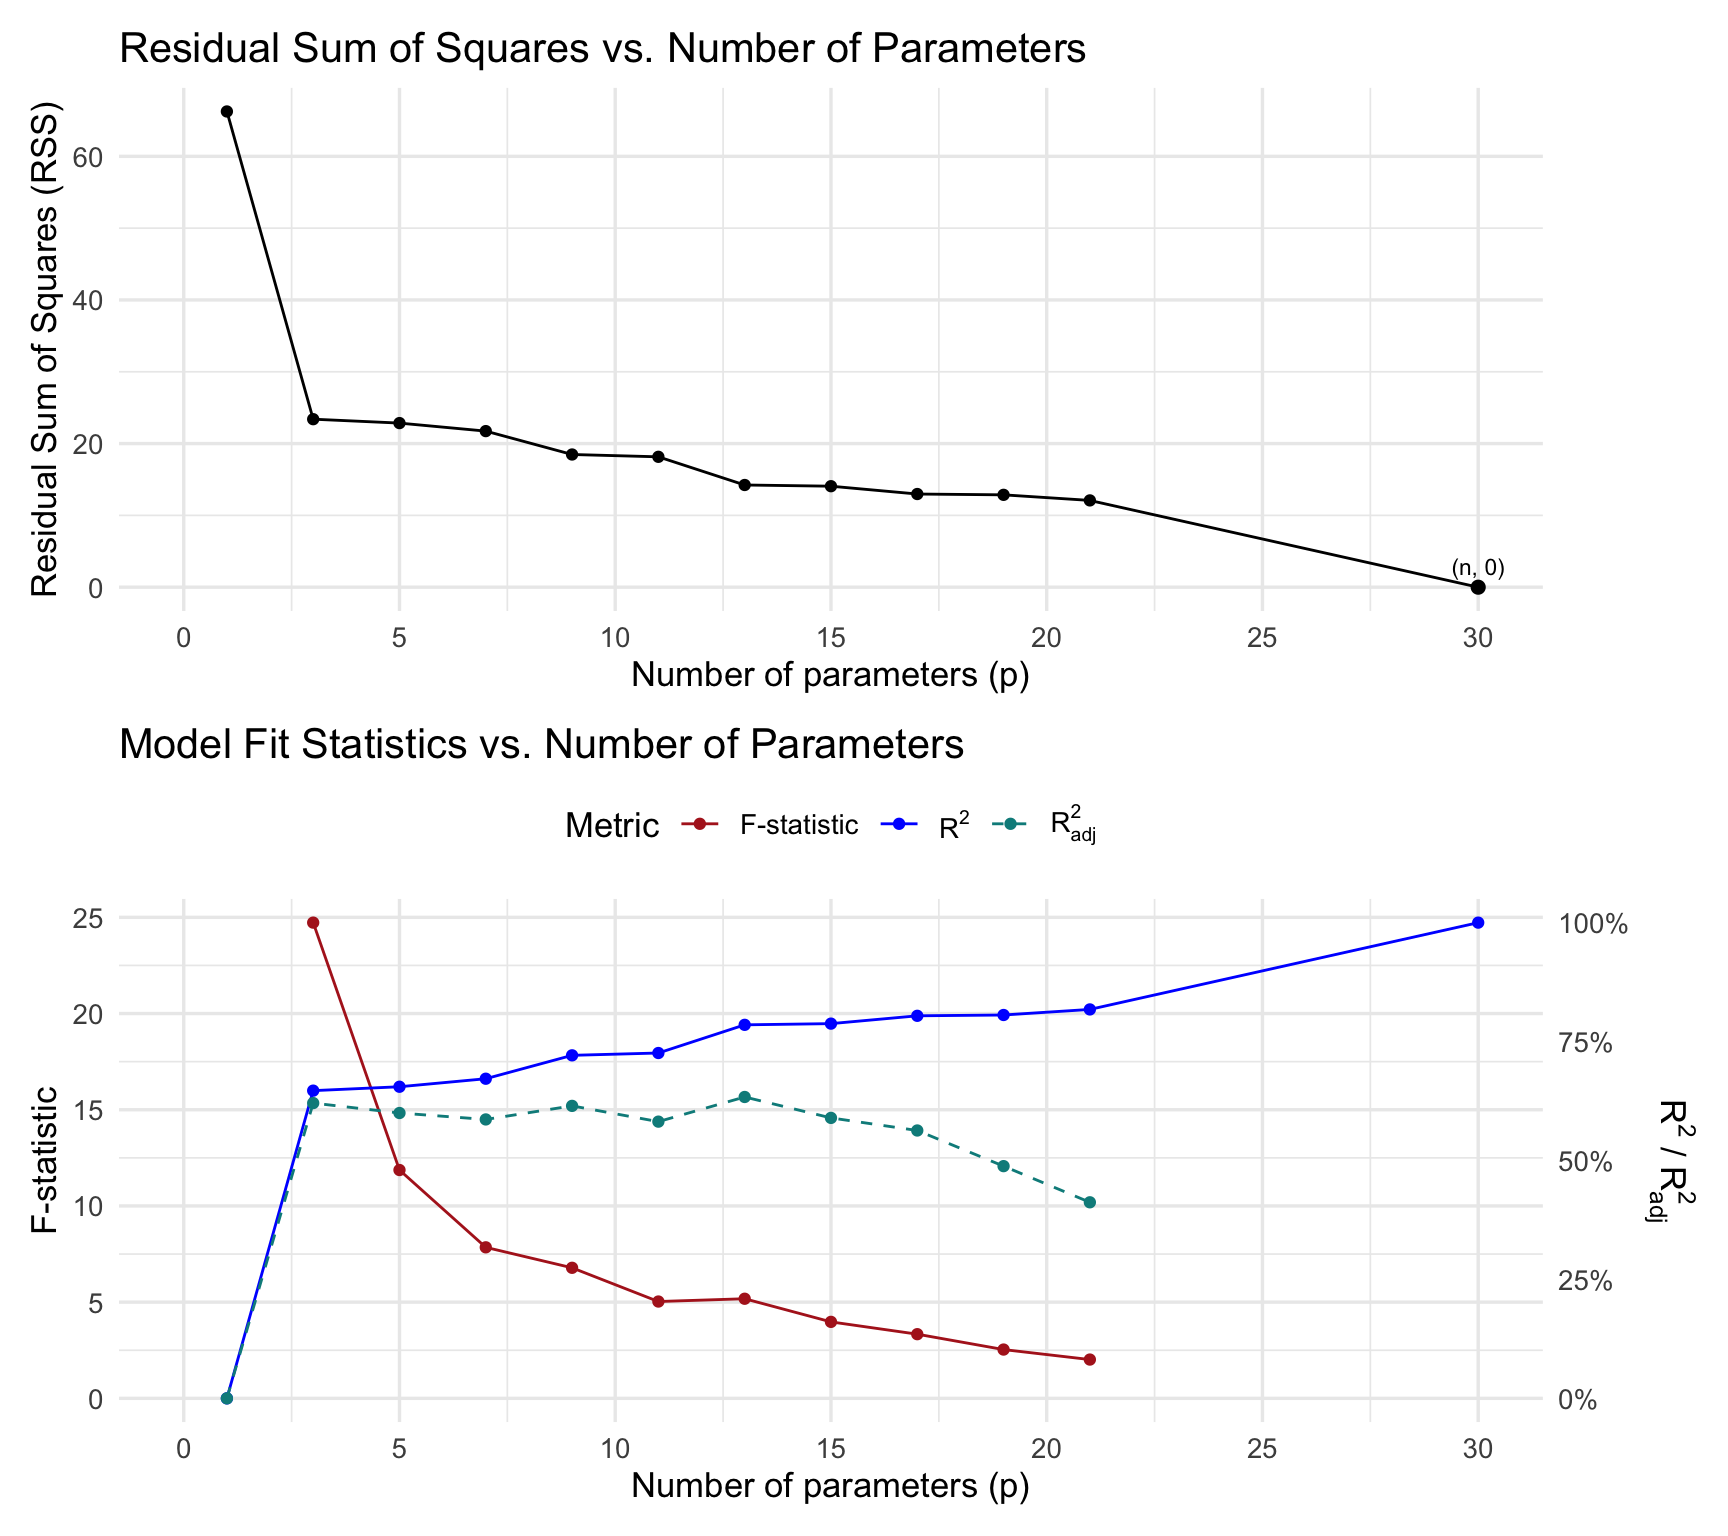 Residual Sum of Squares vs. Number of Parameters
Residual Sum of Squares (RSS)
60
40
20
0
(n, 0)
0 5 10 15 20 25 30
Number of parameters (p)
Model Fit Statistics vs. Number of Parameters
Metric F-statistic R² R²adj
F-statistic
25
20
15
10
5
0
100%
75%
50%
25%
0%
R² / R²adj
0 5 10 15 20 25 30
Number of parameters (p)